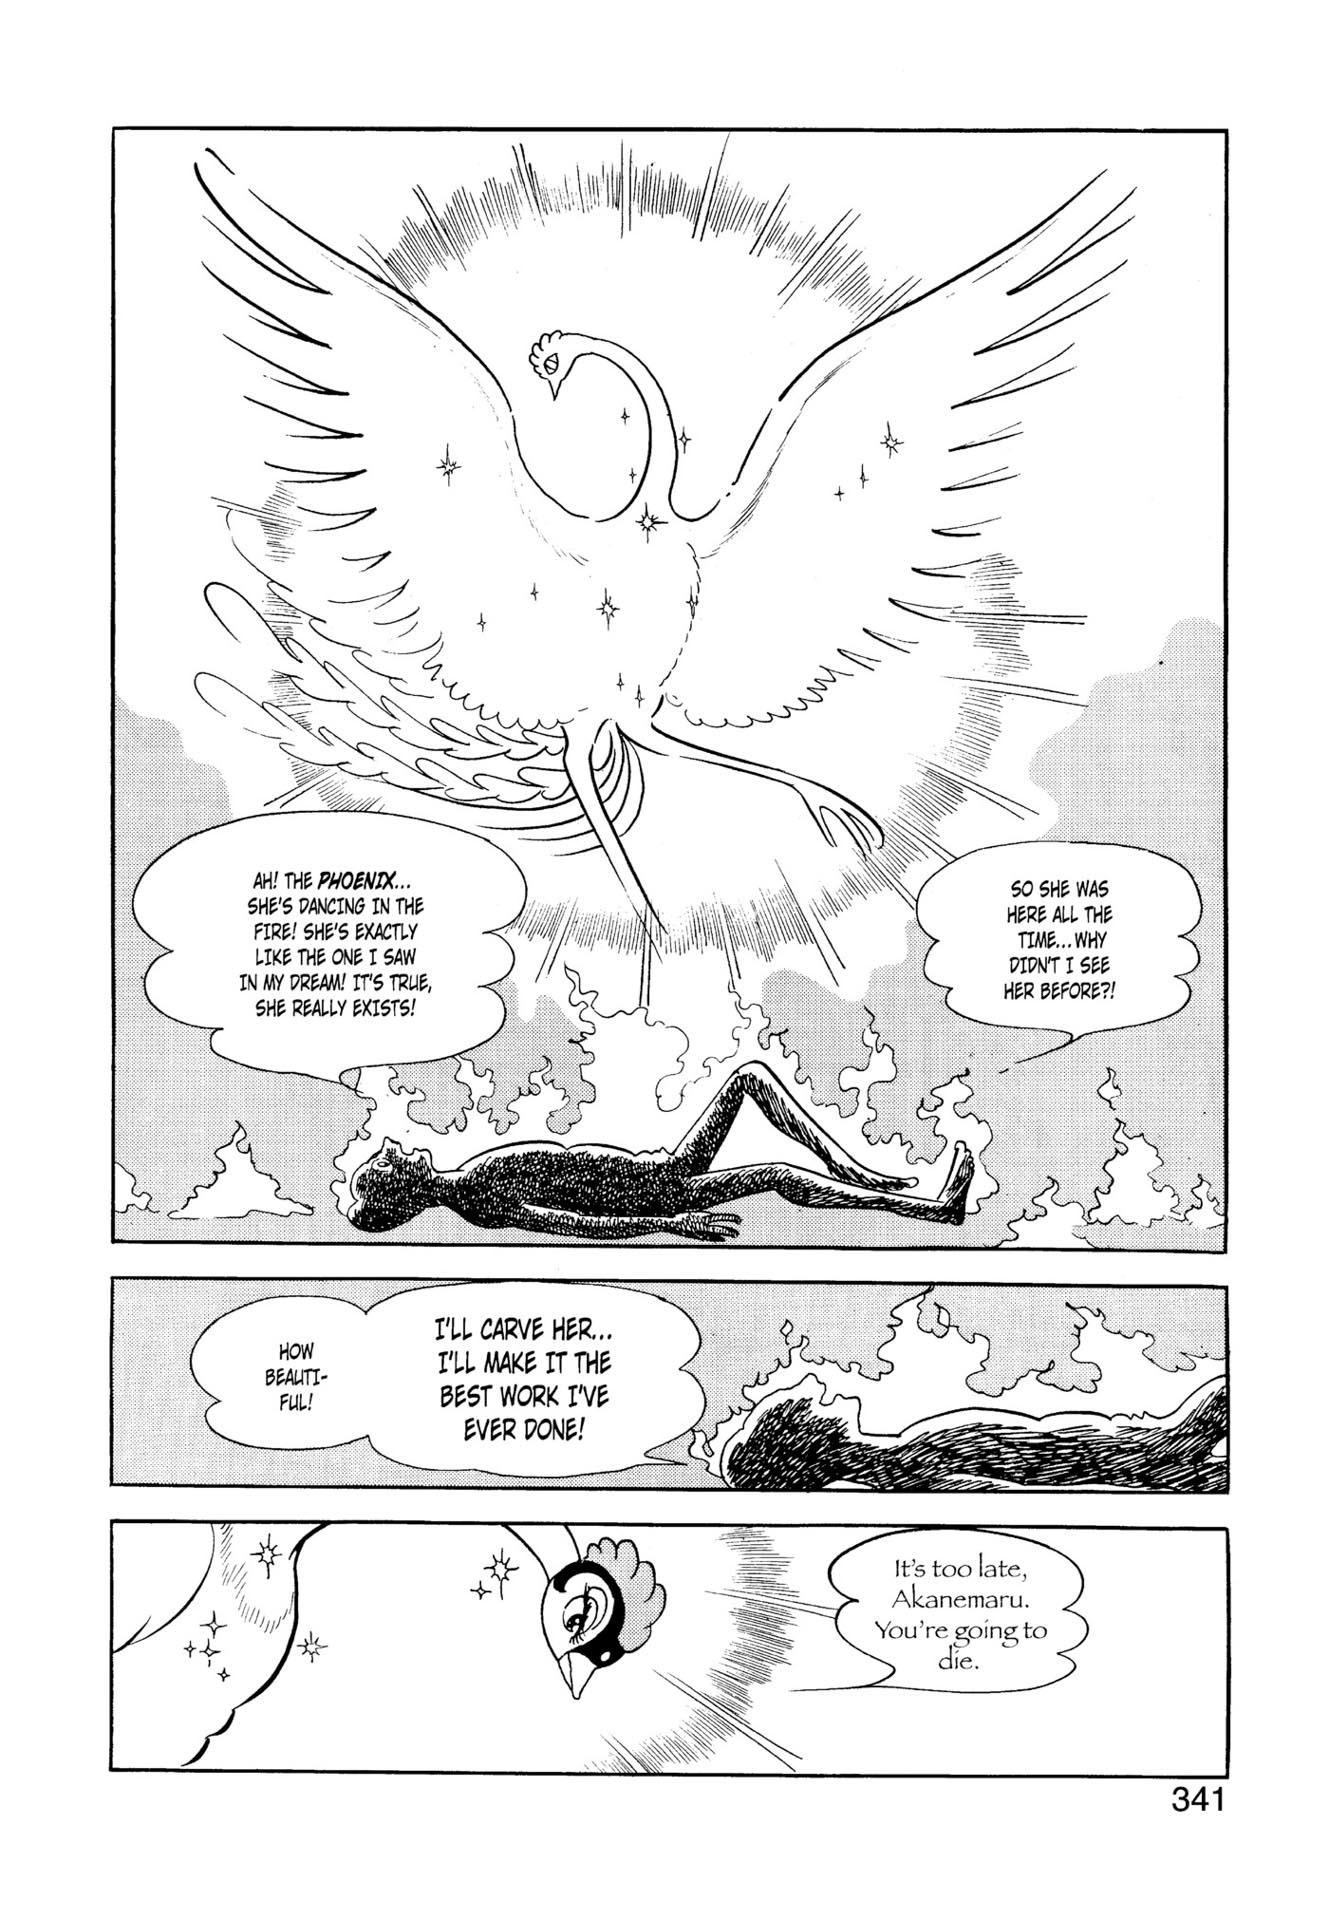 AH! THE PHOENIX...
SHE'S DANCING IN THE
FIRE! SHE'S EXACTLY
LIKE THE ONE I SAW
IN MY DREAM! IT'S TRUE,
SHE REALLY EXISTS!
SO SHE WAS
HERE ALL THE
TIME...WHY
DIDN'T I SEE
HER BEFORE?!
HOW
BEAUTI-
FUL!
I'LL CARVE HER...
I'LL MAKE IT THE
BEST WORK I'VE
EVER DONE!
It's too late,
Akanemaru.
You're going to
die.
341